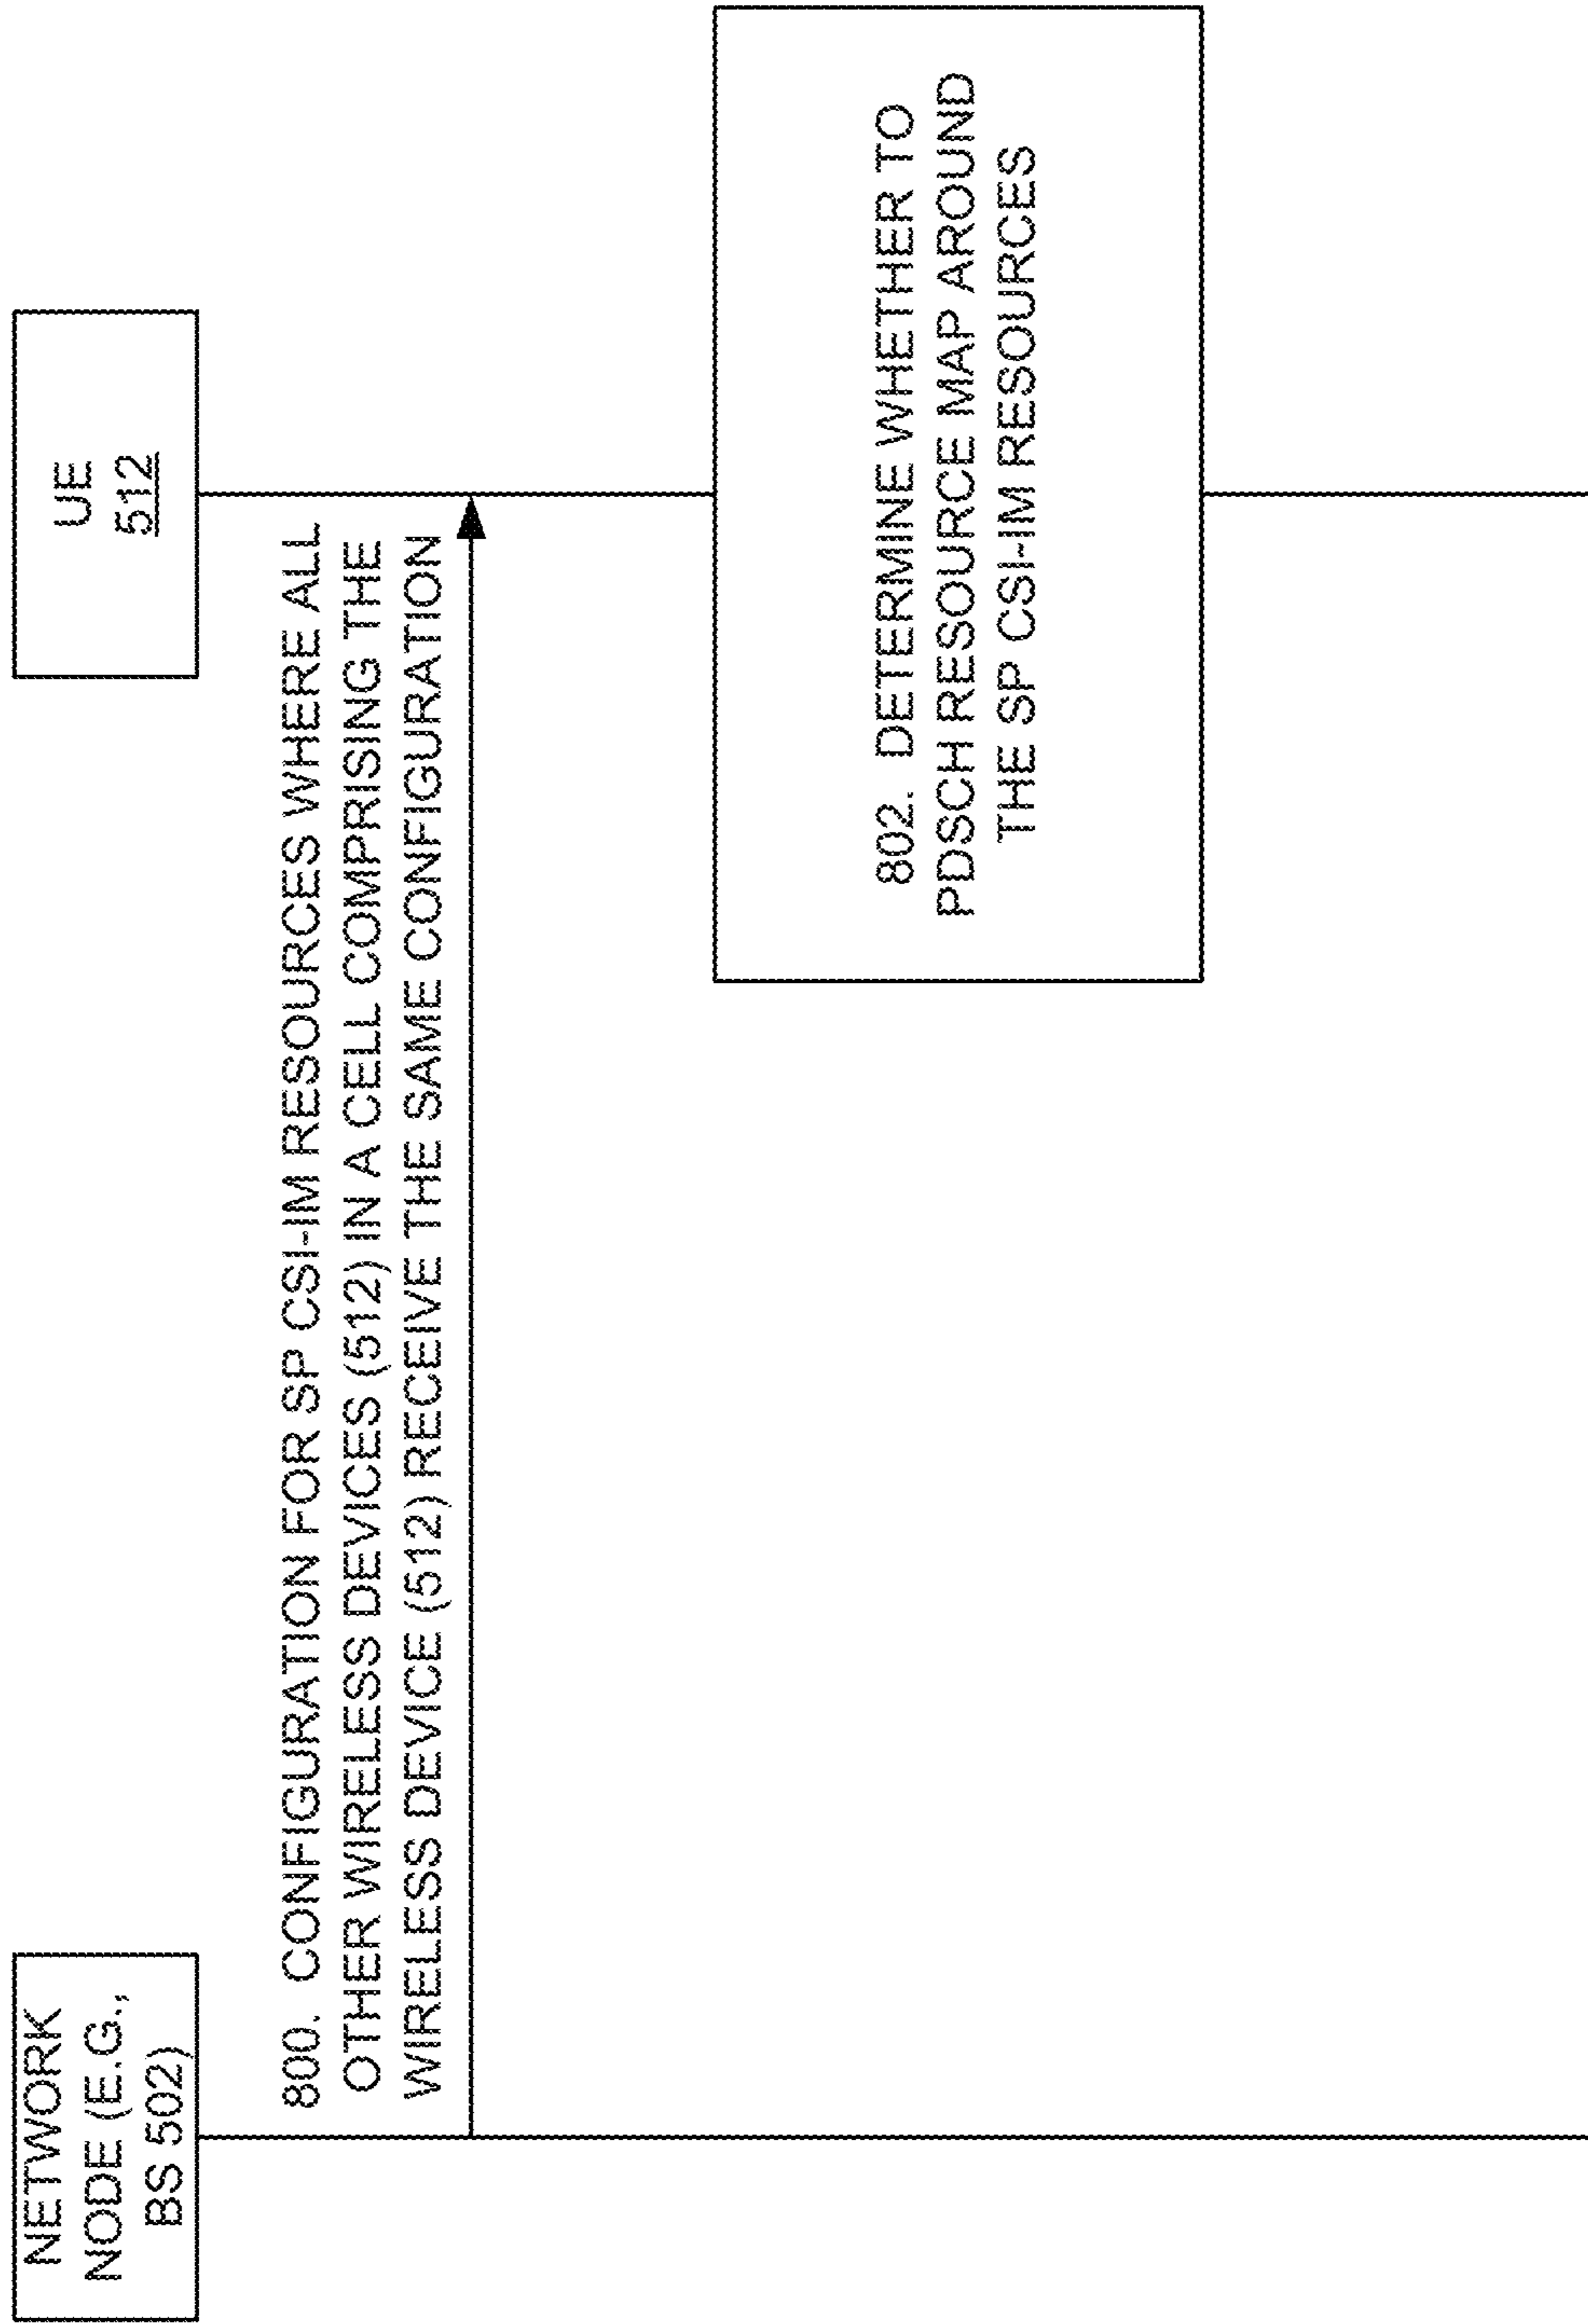 NETWORK
NODE (E.G.,
BS 502)
UE
512
800. CONFIGURATION FOR SP CSI-IM RESOURCES WHERE ALL
OTHER WIRELESS DEVICES (512) IN A CELL COMPRISING THE
WIRELESS DEVICE (512) RECEIVE THE SAME CONFIGURATION
802. DETERMINE WHETHER TO
PDSCH RESOURCE MAP AROUND
THE SP CSI-IM RESOURCES